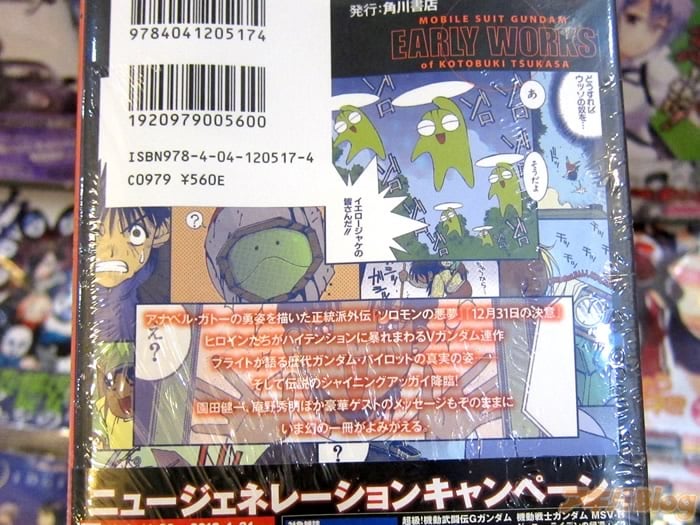 9784041205174
発行:角川書店
MOBILE SUIT GUNDAM
EARLY WORKS
of KOTOBUKI TSUKASA
1920979005600
ISBN978-4-04-120517-4
C0979 ¥560E
どうすれば
ウッソの奴を…
あ
そうだよ
イエロージャケの
皆さんだ!!
?
え?
アナベル・ガトーの勇姿を描いた正統派外伝「ソロモンの悪夢」「12月31日の決意」
ヒロインたちがハイテンションに暴れまわるVガンダム連作
ブライトが語る歴代ガンダム・パイロットの真実の姿
そして伝説のシャイニングアッガイ降臨!
園田健一、庵野秀明ほか豪華ゲストのメッセージもそのままに
いま幻の一冊がよみがえる
?
ニュージェネレーションキャンペーン
超級!機動武闘伝Gガンダム 機動戦士ガンダム MSV-R